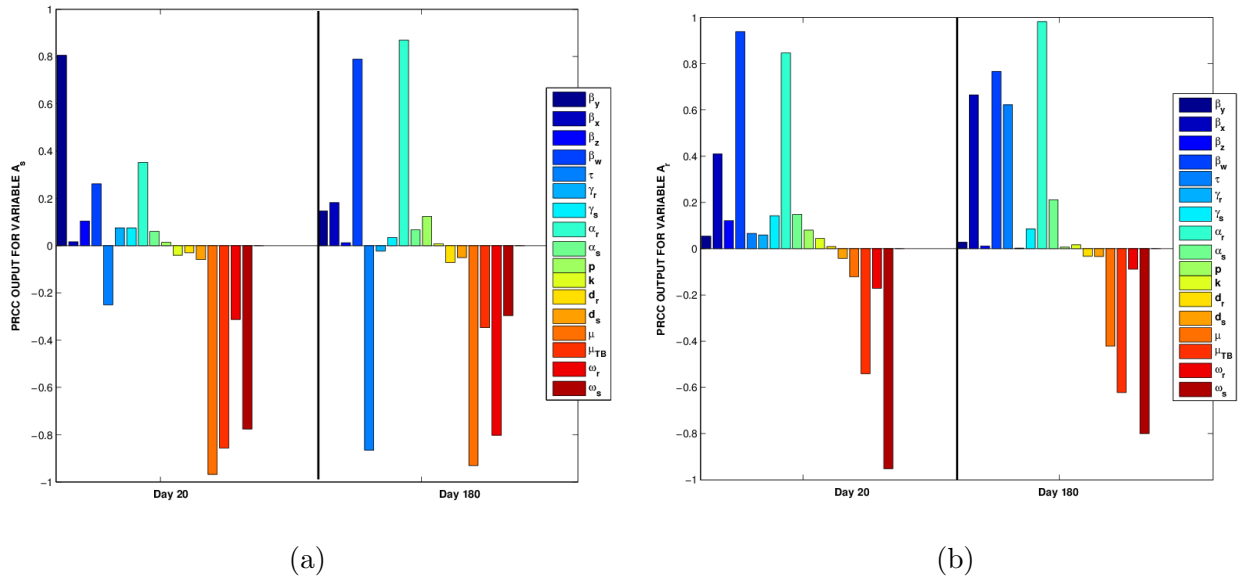 PRCC OUPUT FOR VARIABLE A_s
1
0.8
0.6
0.4
0.2
0
−0.2
−0.4
−0.6
−0.8
−1
Day 20
Day 180
β_y
β_x
β_z
β_w
τ
γ_r
γ_s
α_r
α_s
p
k
d_r
d_s
μ
μ_TB
ω_r
ω_s
(a)
PRCC OUTPUT FOR VARIABLE A_r
1
0.8
0.6
0.4
0.2
0
−0.2
−0.4
−0.6
−0.8
−1
Day 20
Day 180
β_y
β_x
β_z
β_w
τ
γ_r
γ_s
α_r
α_s
p
k
d_r
d_s
μ
μ_TB
ω_r
ω_s
(b)